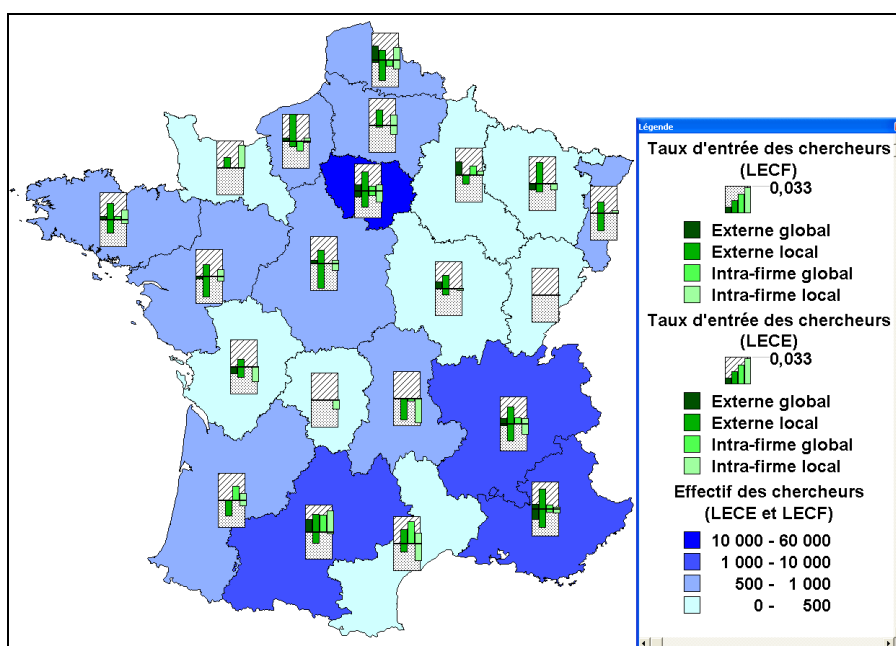 Légende
Taux d'entrée des chercheurs
(LECF)
0,033
Externe global
Externe local
Intra-firme global
Intra-firme local
Taux d'entrée des chercheurs
(LECE)
0,033
Externe global
Externe local
Intra-firme global
Intra-firme local
Effectif des chercheurs
(LECE et LECF)
10 000 - 60 000
1 000 - 10 000
500 - 1 000
0 - 500